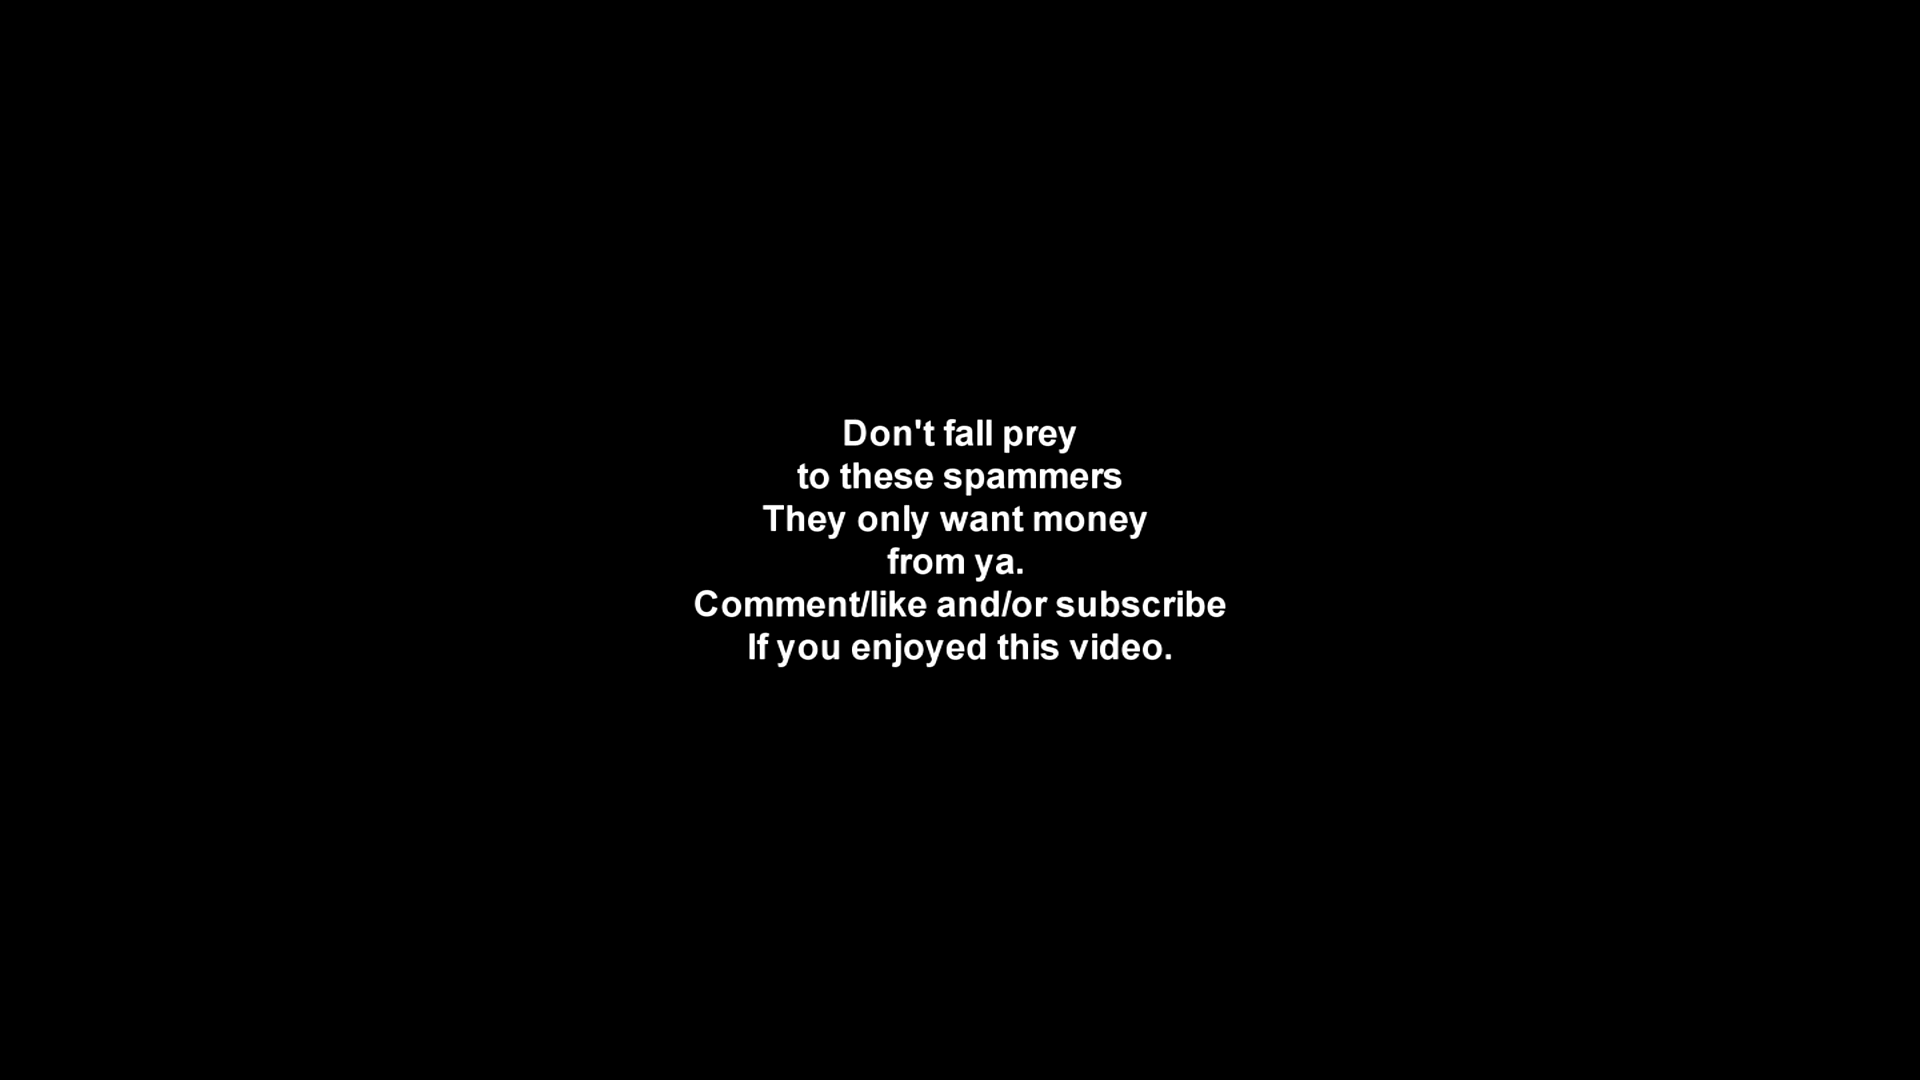 Don't fall prey
to these spammers
They only want money
from ya.
Comment/like and/or subscribe
If you enjoyed this video.